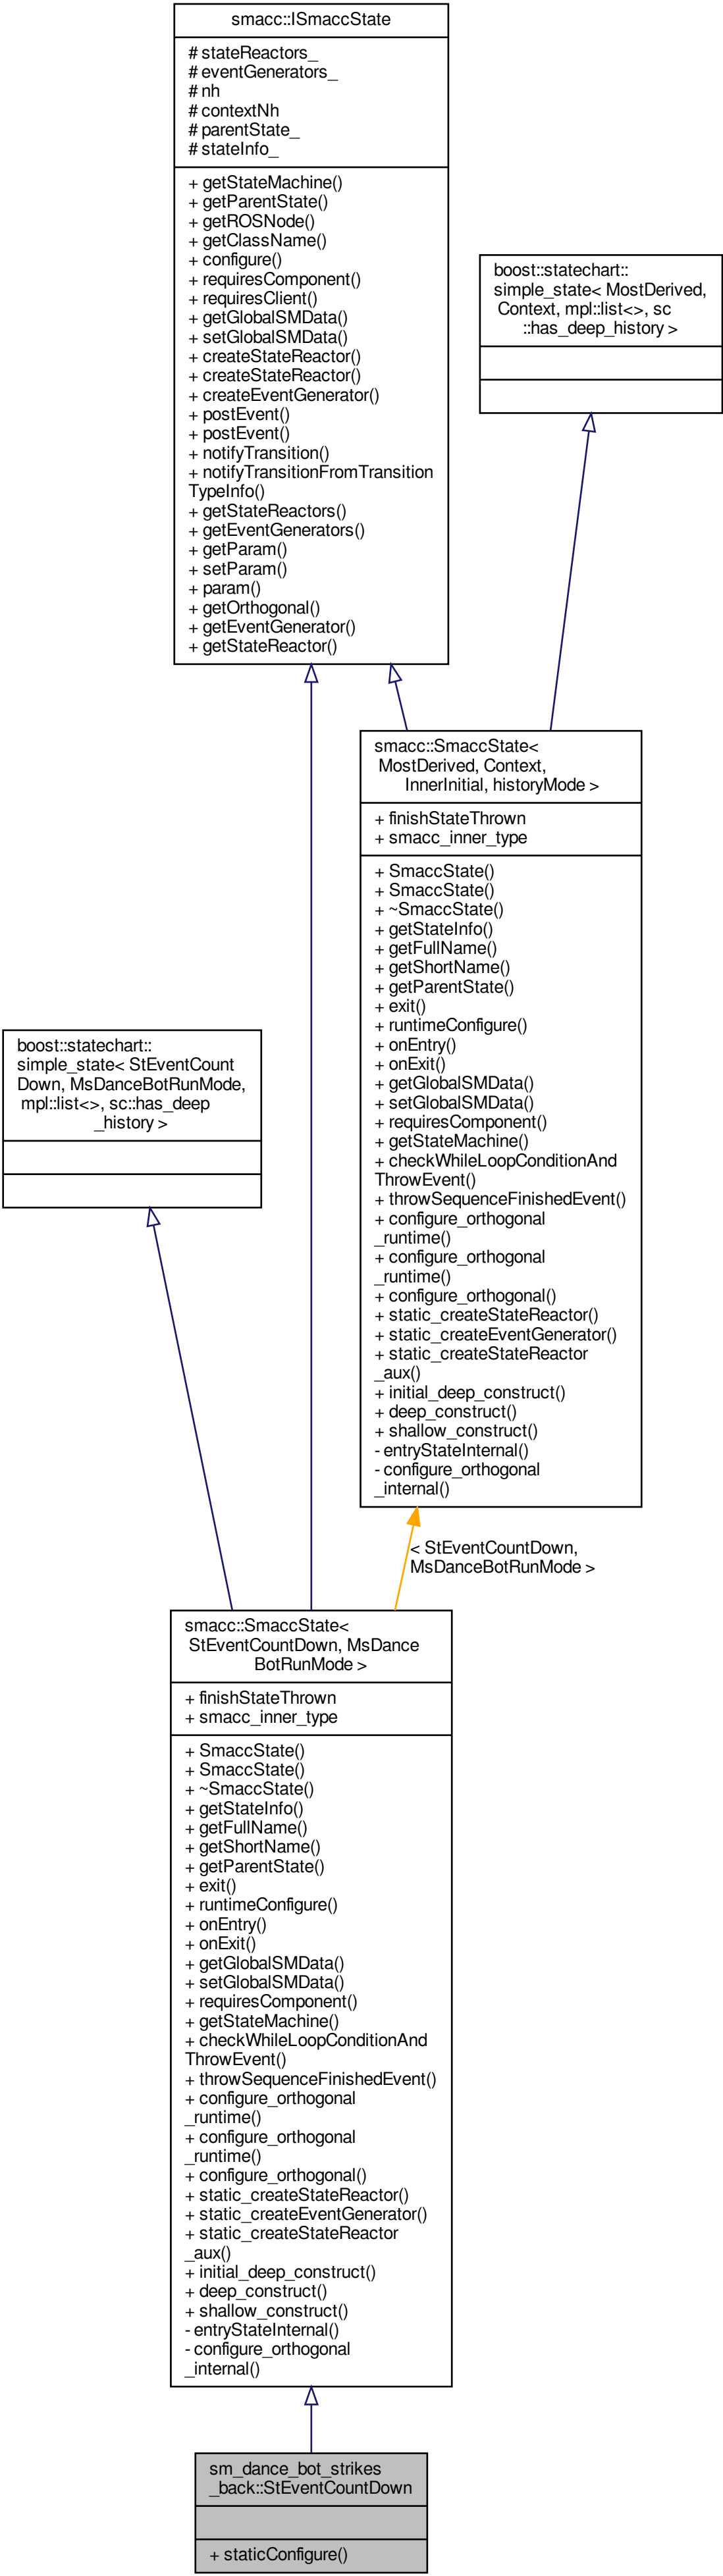 smacc::ISmaccState
# stateReactors_
# eventGenerators_
# nh
# contextNh
# parentState_
# stateInfo_
+ getStateMachine()
+ getParentState()
+ getROSNode()
+ getClassName()
+ configure()
+ requiresComponent()
+ requiresClient()
+ getGlobalSMData()
+ setGlobalSMData()
+ createStateReactor()
+ createStateReactor()
+ createEventGenerator()
+ postEvent()
+ postEvent()
+ notifyTransition()
+ notifyTransitionFromTransition
TypeInfo()
+ getStateReactors()
+ getEventGenerators()
+ getParam()
+ setParam()
+ param()
+ getOrthogonal()
+ getEventGenerator()
+ getStateReactor()
boost::statechart::
simple_state< MostDerived,
Context, mpl::list<>, sc
::has_deep_history >
smacc::SmaccState<
MostDerived, Context,
InnerInitial, historyMode >
+ finishStateThrown
+ smacc_inner_type
+ SmaccState()
+ SmaccState()
+ ~SmaccState()
+ getStateInfo()
+ getFullName()
+ getShortName()
+ getParentState()
+ exit()
+ runtimeConfigure()
+ onEntry()
+ onExit()
+ getGlobalSMData()
+ setGlobalSMData()
+ requiresComponent()
+ getStateMachine()
+ checkWhileLoopConditionAnd
ThrowEvent()
+ throwSequenceFinishedEvent()
+ configure_orthogonal
_runtime()
+ configure_orthogonal
_runtime()
+ configure_orthogonal()
+ static_createStateReactor()
+ static_createEventGenerator()
+ static_createStateReactor
_aux()
+ initial_deep_construct()
+ deep_construct()
+ shallow_construct()
- entryStateInternal()
- configure_orthogonal
_internal()
boost::statechart::
simple_state< StEventCount
Down, MsDanceBotRunMode,
mpl::list<>, sc::has_deep
_history >
< StEventCountDown,
MsDanceBotRunMode >
smacc::SmaccState<
StEventCountDown, MsDance
BotRunMode >
+ finishStateThrown
+ smacc_inner_type
+ SmaccState()
+ SmaccState()
+ ~SmaccState()
+ getStateInfo()
+ getFullName()
+ getShortName()
+ getParentState()
+ exit()
+ runtimeConfigure()
+ onEntry()
+ onExit()
+ getGlobalSMData()
+ setGlobalSMData()
+ requiresComponent()
+ getStateMachine()
+ checkWhileLoopConditionAnd
ThrowEvent()
+ throwSequenceFinishedEvent()
+ configure_orthogonal
_runtime()
+ configure_orthogonal
_runtime()
+ configure_orthogonal()
+ static_createStateReactor()
+ static_createEventGenerator()
+ static_createStateReactor
_aux()
+ initial_deep_construct()
+ deep_construct()
+ shallow_construct()
- entryStateInternal()
- configure_orthogonal
_internal()
sm_dance_bot_strikes
_back::StEventCountDown
+ staticConfigure()